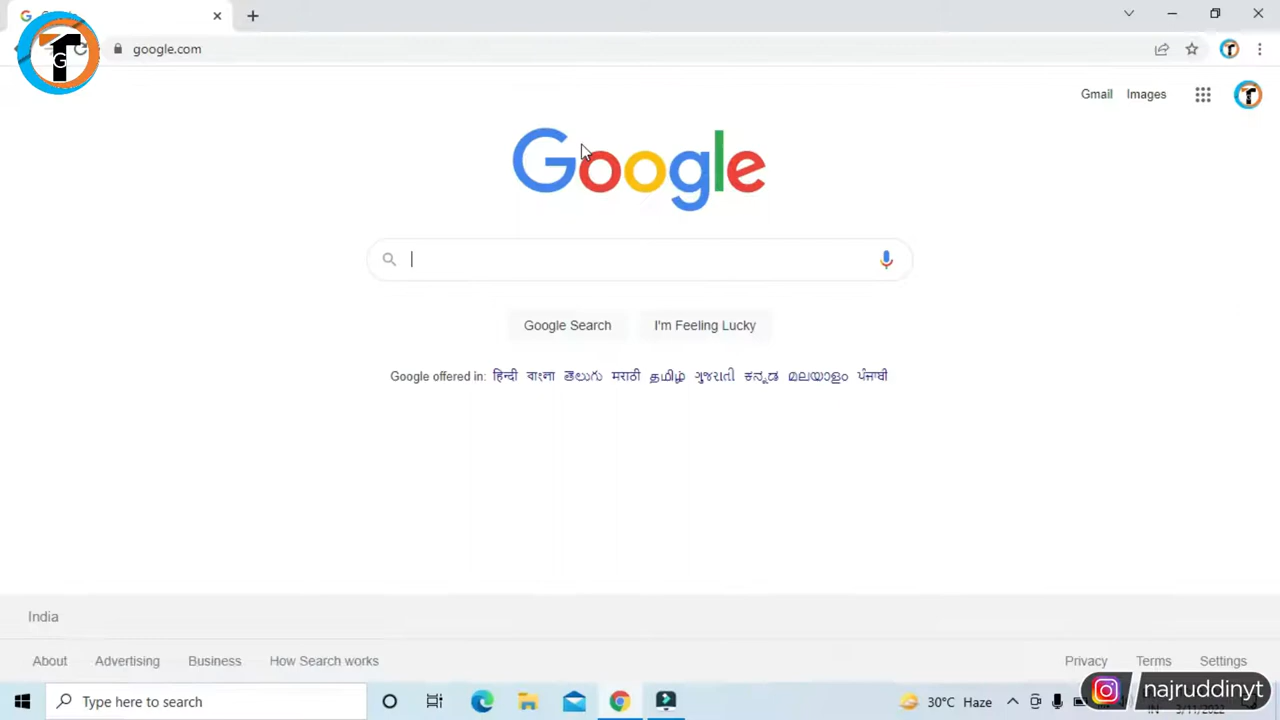 google.com
Gmail Images
Google
Google Search I'm Feeling Lucky
Google offered in: हिन्दी বাংলা తెలుగు मराठी தமிழ் ગુજરાતી ಕನ್ನಡ മലയാളം ਪੰਜਾਬੀ
India
About Advertising Business How Search works Privacy Terms Settings
Type here to search 30°C Haze
najruddinyt